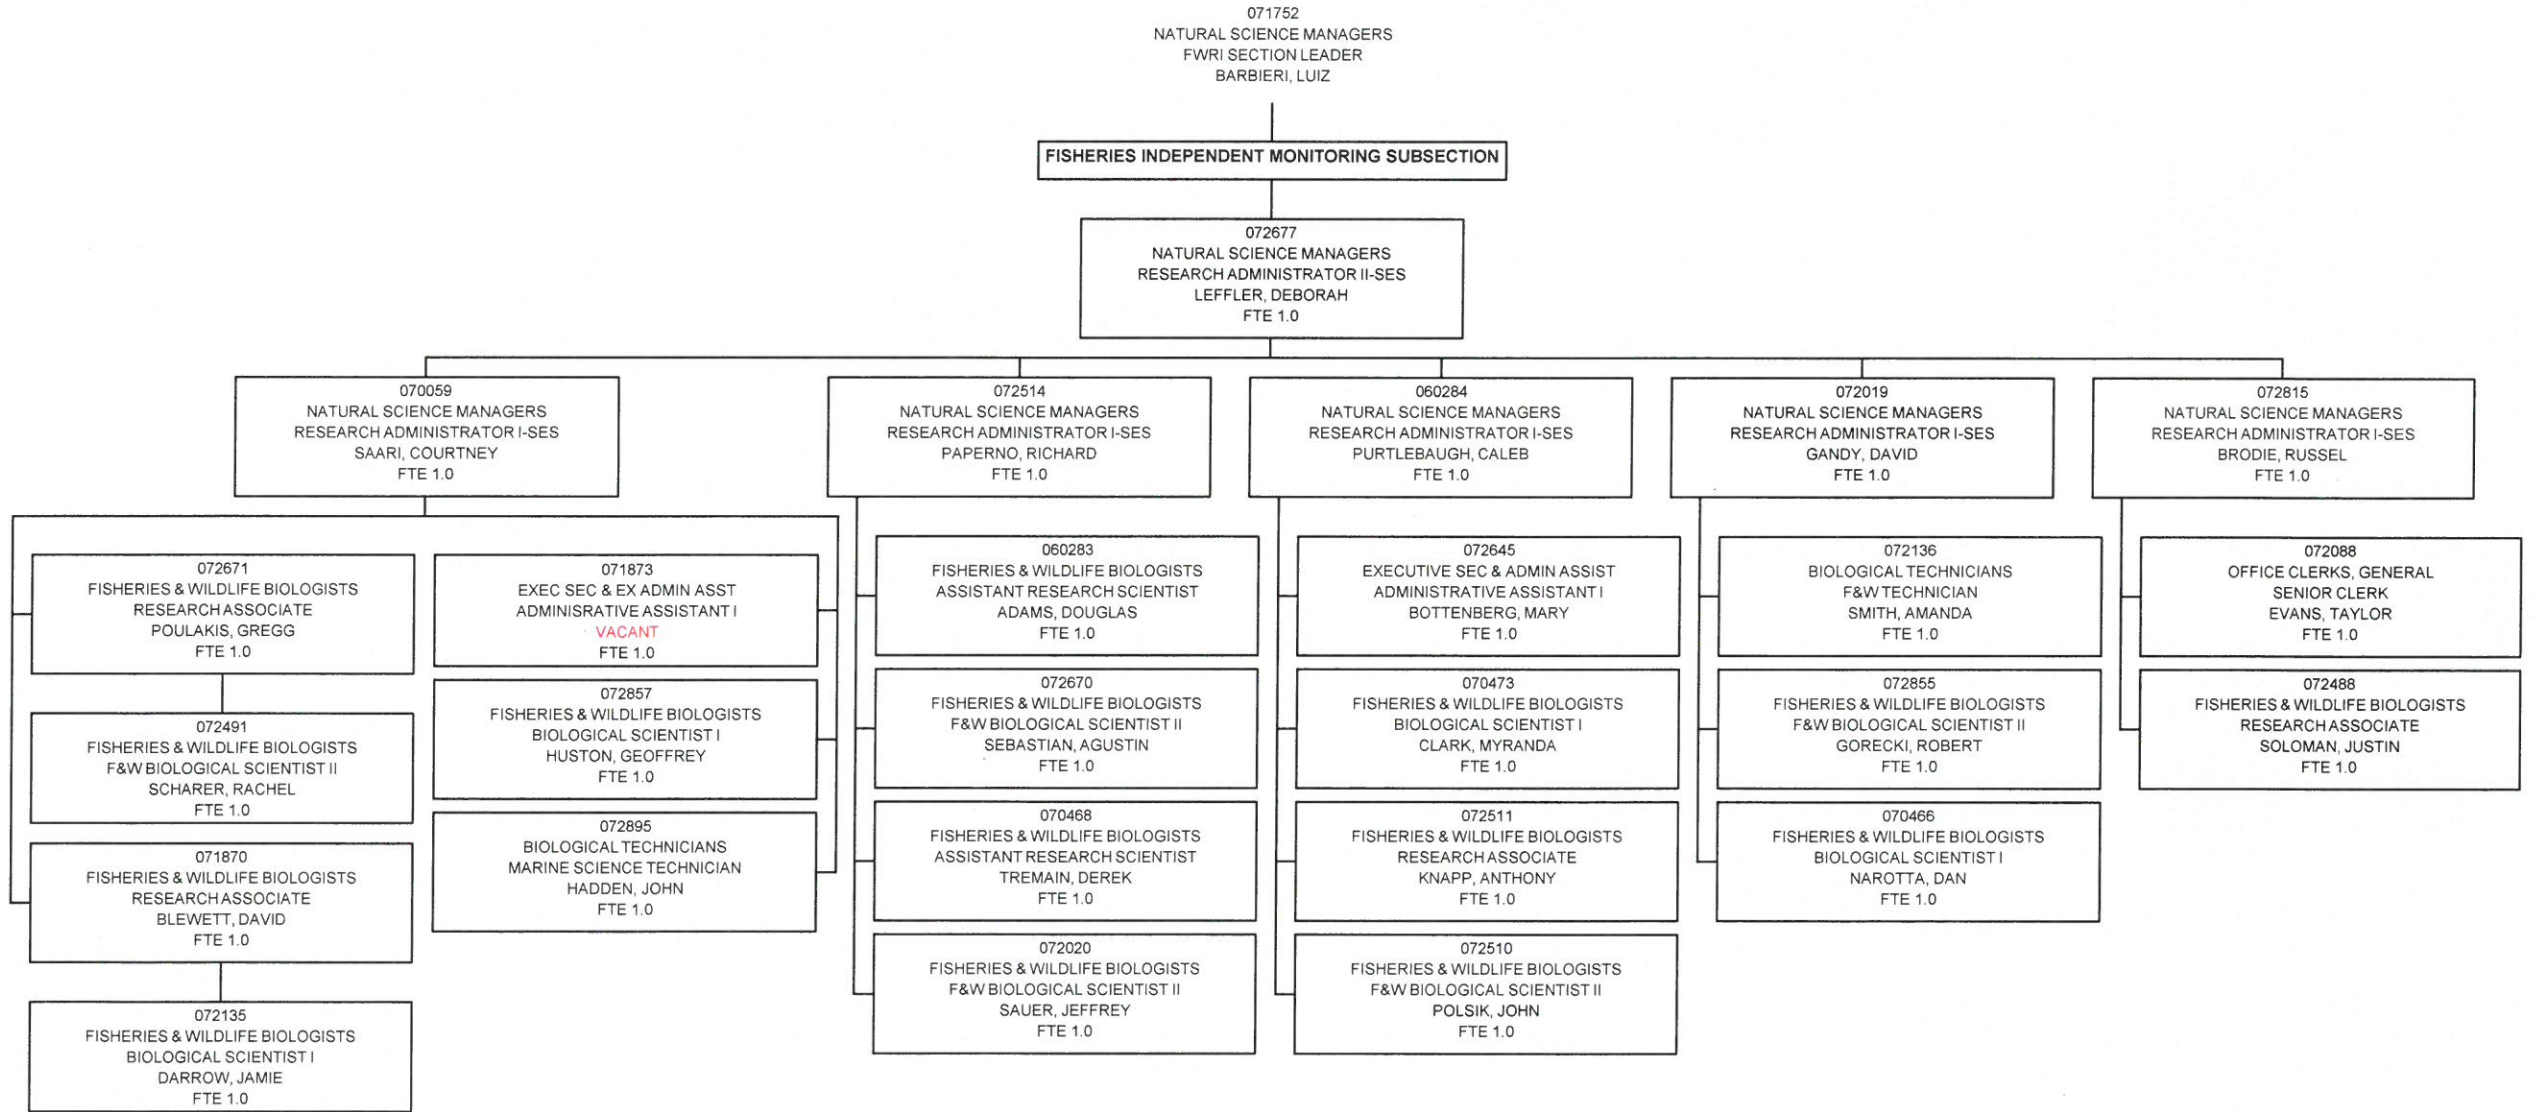 071752
NATURAL SCIENCE MANAGERS
FWRI SECTION LEADER
BARBIERI, LUIZ
FISHERIES INDEPENDENT MONITORING SUBSECTION
072677
NATURAL SCIENCE MANAGERS
RESEARCH ADMINISTRATOR II-SES
LEFFLER, DEBORAH
FTE 1.0
070059
NATURAL SCIENCE MANAGERS
RESEARCH ADMINISTRATOR I-SES
SAARI, COURTNEY
FTE 1.0
072514
NATURAL SCIENCE MANAGERS
RESEARCH ADMINISTRATOR I-SES
PAPERNO, RICHARD
FTE 1.0
060284
NATURAL SCIENCE MANAGERS
RESEARCH ADMINISTRATOR I-SES
PURTLEBAUGH, CALEB
FTE 1.0
072019
NATURAL SCIENCE MANAGERS
RESEARCH ADMINISTRATOR I-SES
GANDY, DAVID
FTE 1.0
072815
NATURAL SCIENCE MANAGERS
RESEARCH ADMINISTRATOR I-SES
BRODIE, RUSSEL
FTE 1.0
072671
FISHERIES & WILDLIFE BIOLOGISTS
RESEARCH ASSOCIATE
POULAKIS, GREGG
FTE 1.0
072491
FISHERIES & WILDLIFE BIOLOGISTS
F&W BIOLOGICAL SCIENTIST II
SCHARER, RACHEL
FTE 1.0
071870
FISHERIES & WILDLIFE BIOLOGISTS
RESEARCH ASSOCIATE
BLEWETT, DAVID
FTE 1.0
072135
FISHERIES & WILDLIFE BIOLOGISTS
BIOLOGICAL SCIENTIST I
DARROW, JAMIE
FTE 1.0
071873
EXEC SEC & EX ADMIN ASST
ADMINISRATIVE ASSISTANT I
VACANT
FTE 1.0
072857
FISHERIES & WILDLIFE BIOLOGISTS
BIOLOGICAL SCIENTIST I
HUSTON, GEOFFREY
FTE 1.0
072895
BIOLOGICAL TECHNICIANS
MARINE SCIENCE TECHNICIAN
HADDEN, JOHN
FTE 1.0
060283
FISHERIES & WILDLIFE BIOLOGISTS
ASSISTANT RESEARCH SCIENTIST
ADAMS, DOUGLAS
FTE 1.0
072670
FISHERIES & WILDLIFE BIOLOGISTS
F&W BIOLOGICAL SCIENTIST II
SEBASTIAN, AGUSTIN
FTE 1.0
070468
FISHERIES & WILDLIFE BIOLOGISTS
ASSISTANT RESEARCH SCIENTIST
TREMAIN, DEREK
FTE 1.0
072020
FISHERIES & WILDLIFE BIOLOGISTS
F&W BIOLOGICAL SCIENTIST II
SAUER, JEFFREY
FTE 1.0
072645
EXECUTIVE SEC & ADMIN ASSIST
ADMINISTRATIVE ASSISTANT I
BOTTENBERG, MARY
FTE 1.0
070473
FISHERIES & WILDLIFE BIOLOGISTS
BIOLOGICAL SCIENTIST I
CLARK, MYRANDA
FTE 1.0
072511
FISHERIES & WILDLIFE BIOLOGISTS
RESEARCH ASSOCIATE
KNAPP, ANTHONY
FTE 1.0
072510
FISHERIES & WILDLIFE BIOLOGISTS
F&W BIOLOGICAL SCIENTIST II
POLSIK, JOHN
FTE 1.0
072136
BIOLOGICAL TECHNICIANS
F&W TECHNICIAN
SMITH, AMANDA
FTE 1.0
072855
FISHERIES & WILDLIFE BIOLOGISTS
F&W BIOLOGICAL SCIENTIST II
GORECKI, ROBERT
FTE 1.0
070466
FISHERIES & WILDLIFE BIOLOGISTS
BIOLOGICAL SCIENTIST I
NAROTTA, DAN
FTE 1.0
072088
OFFICE CLERKS, GENERAL
SENIOR CLERK
EVANS, TAYLOR
FTE 1.0
072488
FISHERIES & WILDLIFE BIOLOGISTS
RESEARCH ASSOCIATE
SOLOMAN, JUSTIN
FTE 1.0